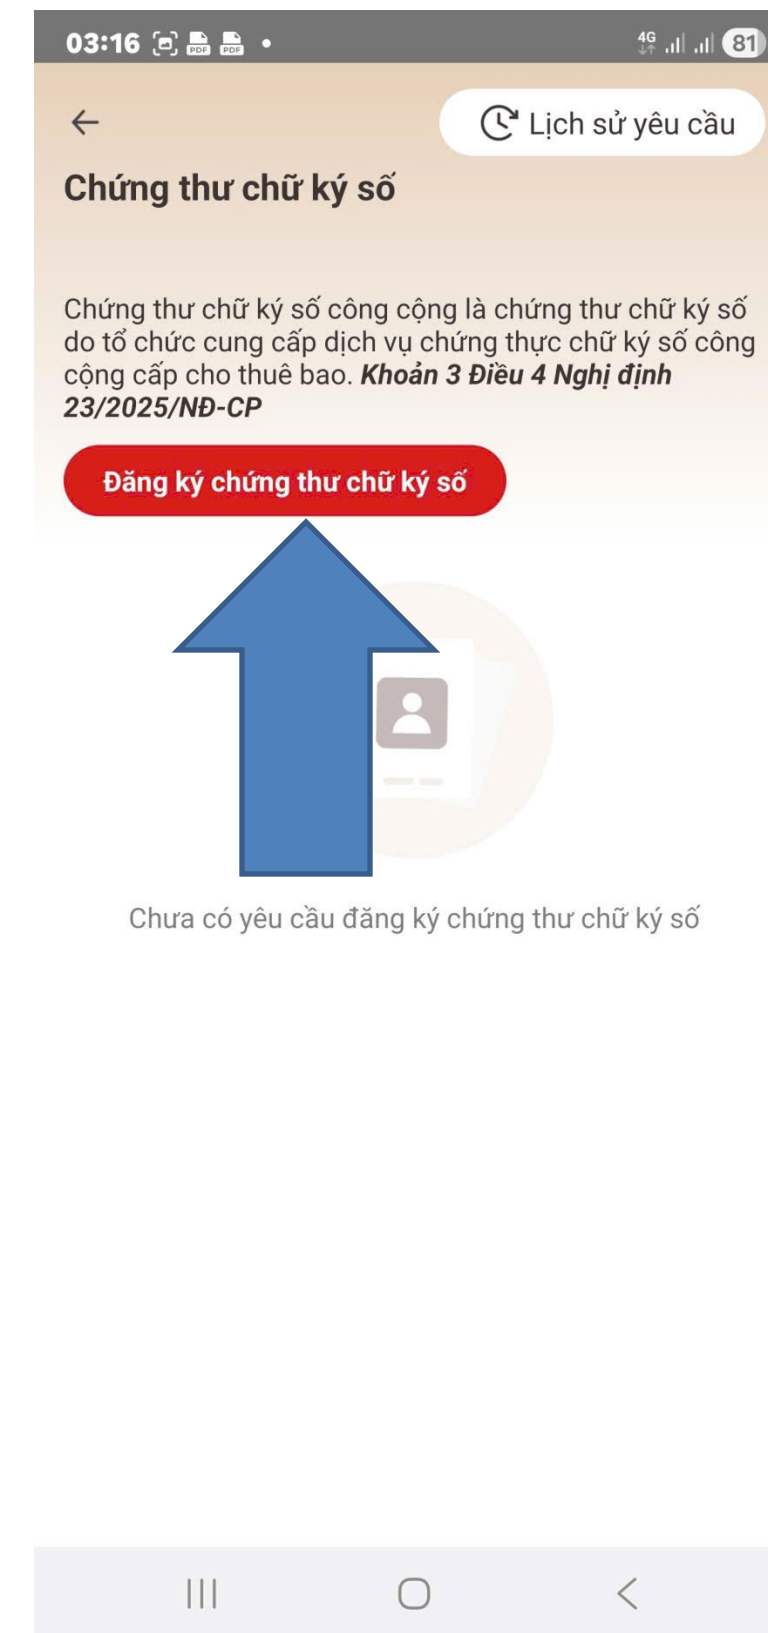 03:16
PDF
PDF
4G
81
Lịch sử yêu cầu
Chứng thư chữ ký số
Chứng thư chữ ký số công cộng là chứng thư chữ ký số
do tổ chức cung cấp dịch vụ chứng thực chữ ký số công
cộng cấp cho thuê bao. Khoản 3 Điều 4 Nghị định
23/2025/NĐ-CP
Đăng ký chứng thư chữ ký số
Chưa có yêu cầu đăng ký chứng thư chữ ký số